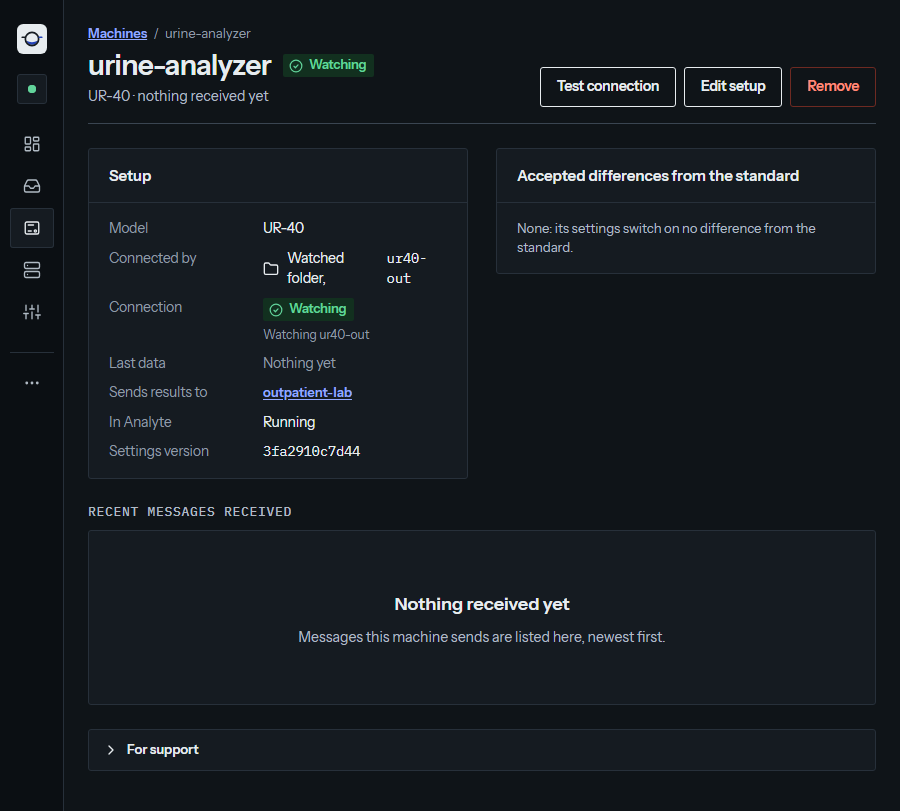 Machines / urine-analyzer
urine-analyzer Watching
UR-40 · nothing received yet
Test connection Edit setup Remove
Setup
Model UR-40
Connected by Watched folder, ur40-out
Connection Watching
Watching ur40-out
Last data Nothing yet
Sends results to outpatient-lab
In Analyte Running
Settings version 3fa2910c7d44
Accepted differences from the standard
None: its settings switch on no difference from the
standard.
RECENT MESSAGES RECEIVED
Nothing received yet
Messages this machine sends are listed here, newest first.
For support